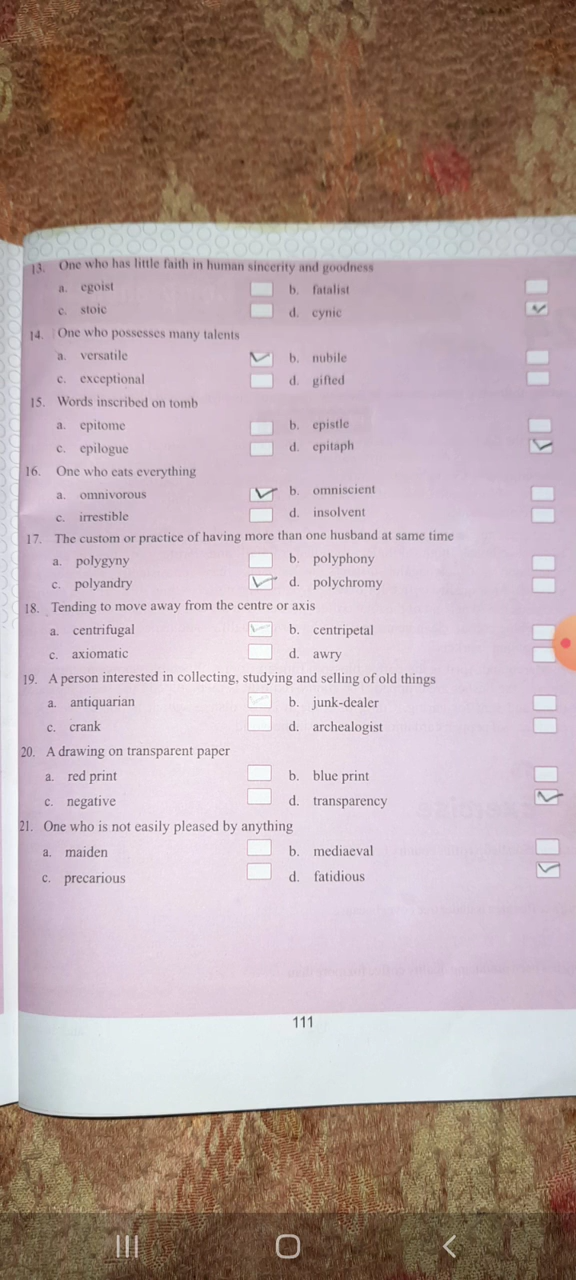 13. One who has little faith in human sincerity and goodness
a. egoist b. fatalist
c. stoic d. cynic
14. One who possesses many talents
a. versatile b. nubile
c. exceptional d. gifted
15. Words inscribed on tomb
a. epitome b. epistle
c. epilogue d. epitaph
16. One who eats everything
a. omnivorous b. omniscient
c. irrestible d. insolvent
17. The custom or practice of having more than one husband at same time
a. polygyny b. polyphony
c. polyandry d. polychromy
18. Tending to move away from the centre or axis
a. centrifugal b. centripetal
c. axiomatic d. awry
19. A person interested in collecting, studying and selling of old things
a. antiquarian b. junk-dealer
c. crank d. archealogist
20. A drawing on transparent paper
a. red print b. blue print
c. negative d. transparency
21. One who is not easily pleased by anything
a. maiden b. mediaeval
c. precarious d. fatidious
111